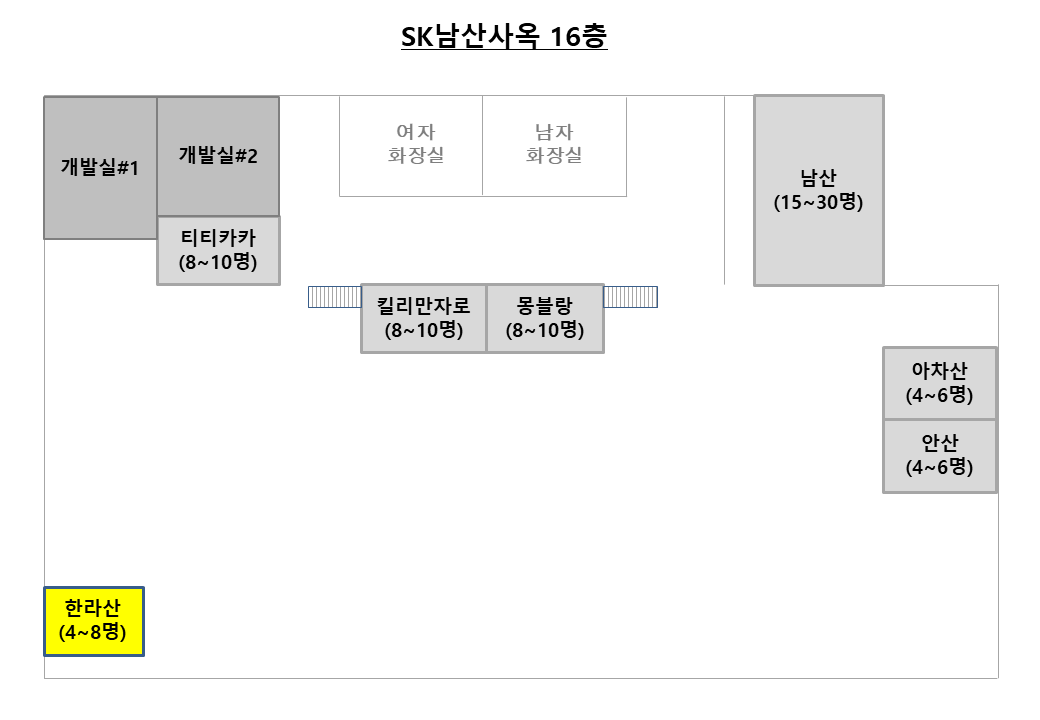 SK남산사옥 16층
개발실#1
개발실#2
티티카카
(8~10명)
여자
화장실
남자
화장실
남산
(15~30명)
킬리만자로
(8~10명)
몽블랑
(8~10명)
아차산
(4~6명)
안산
(4~6명)
한라산
(4~8명)